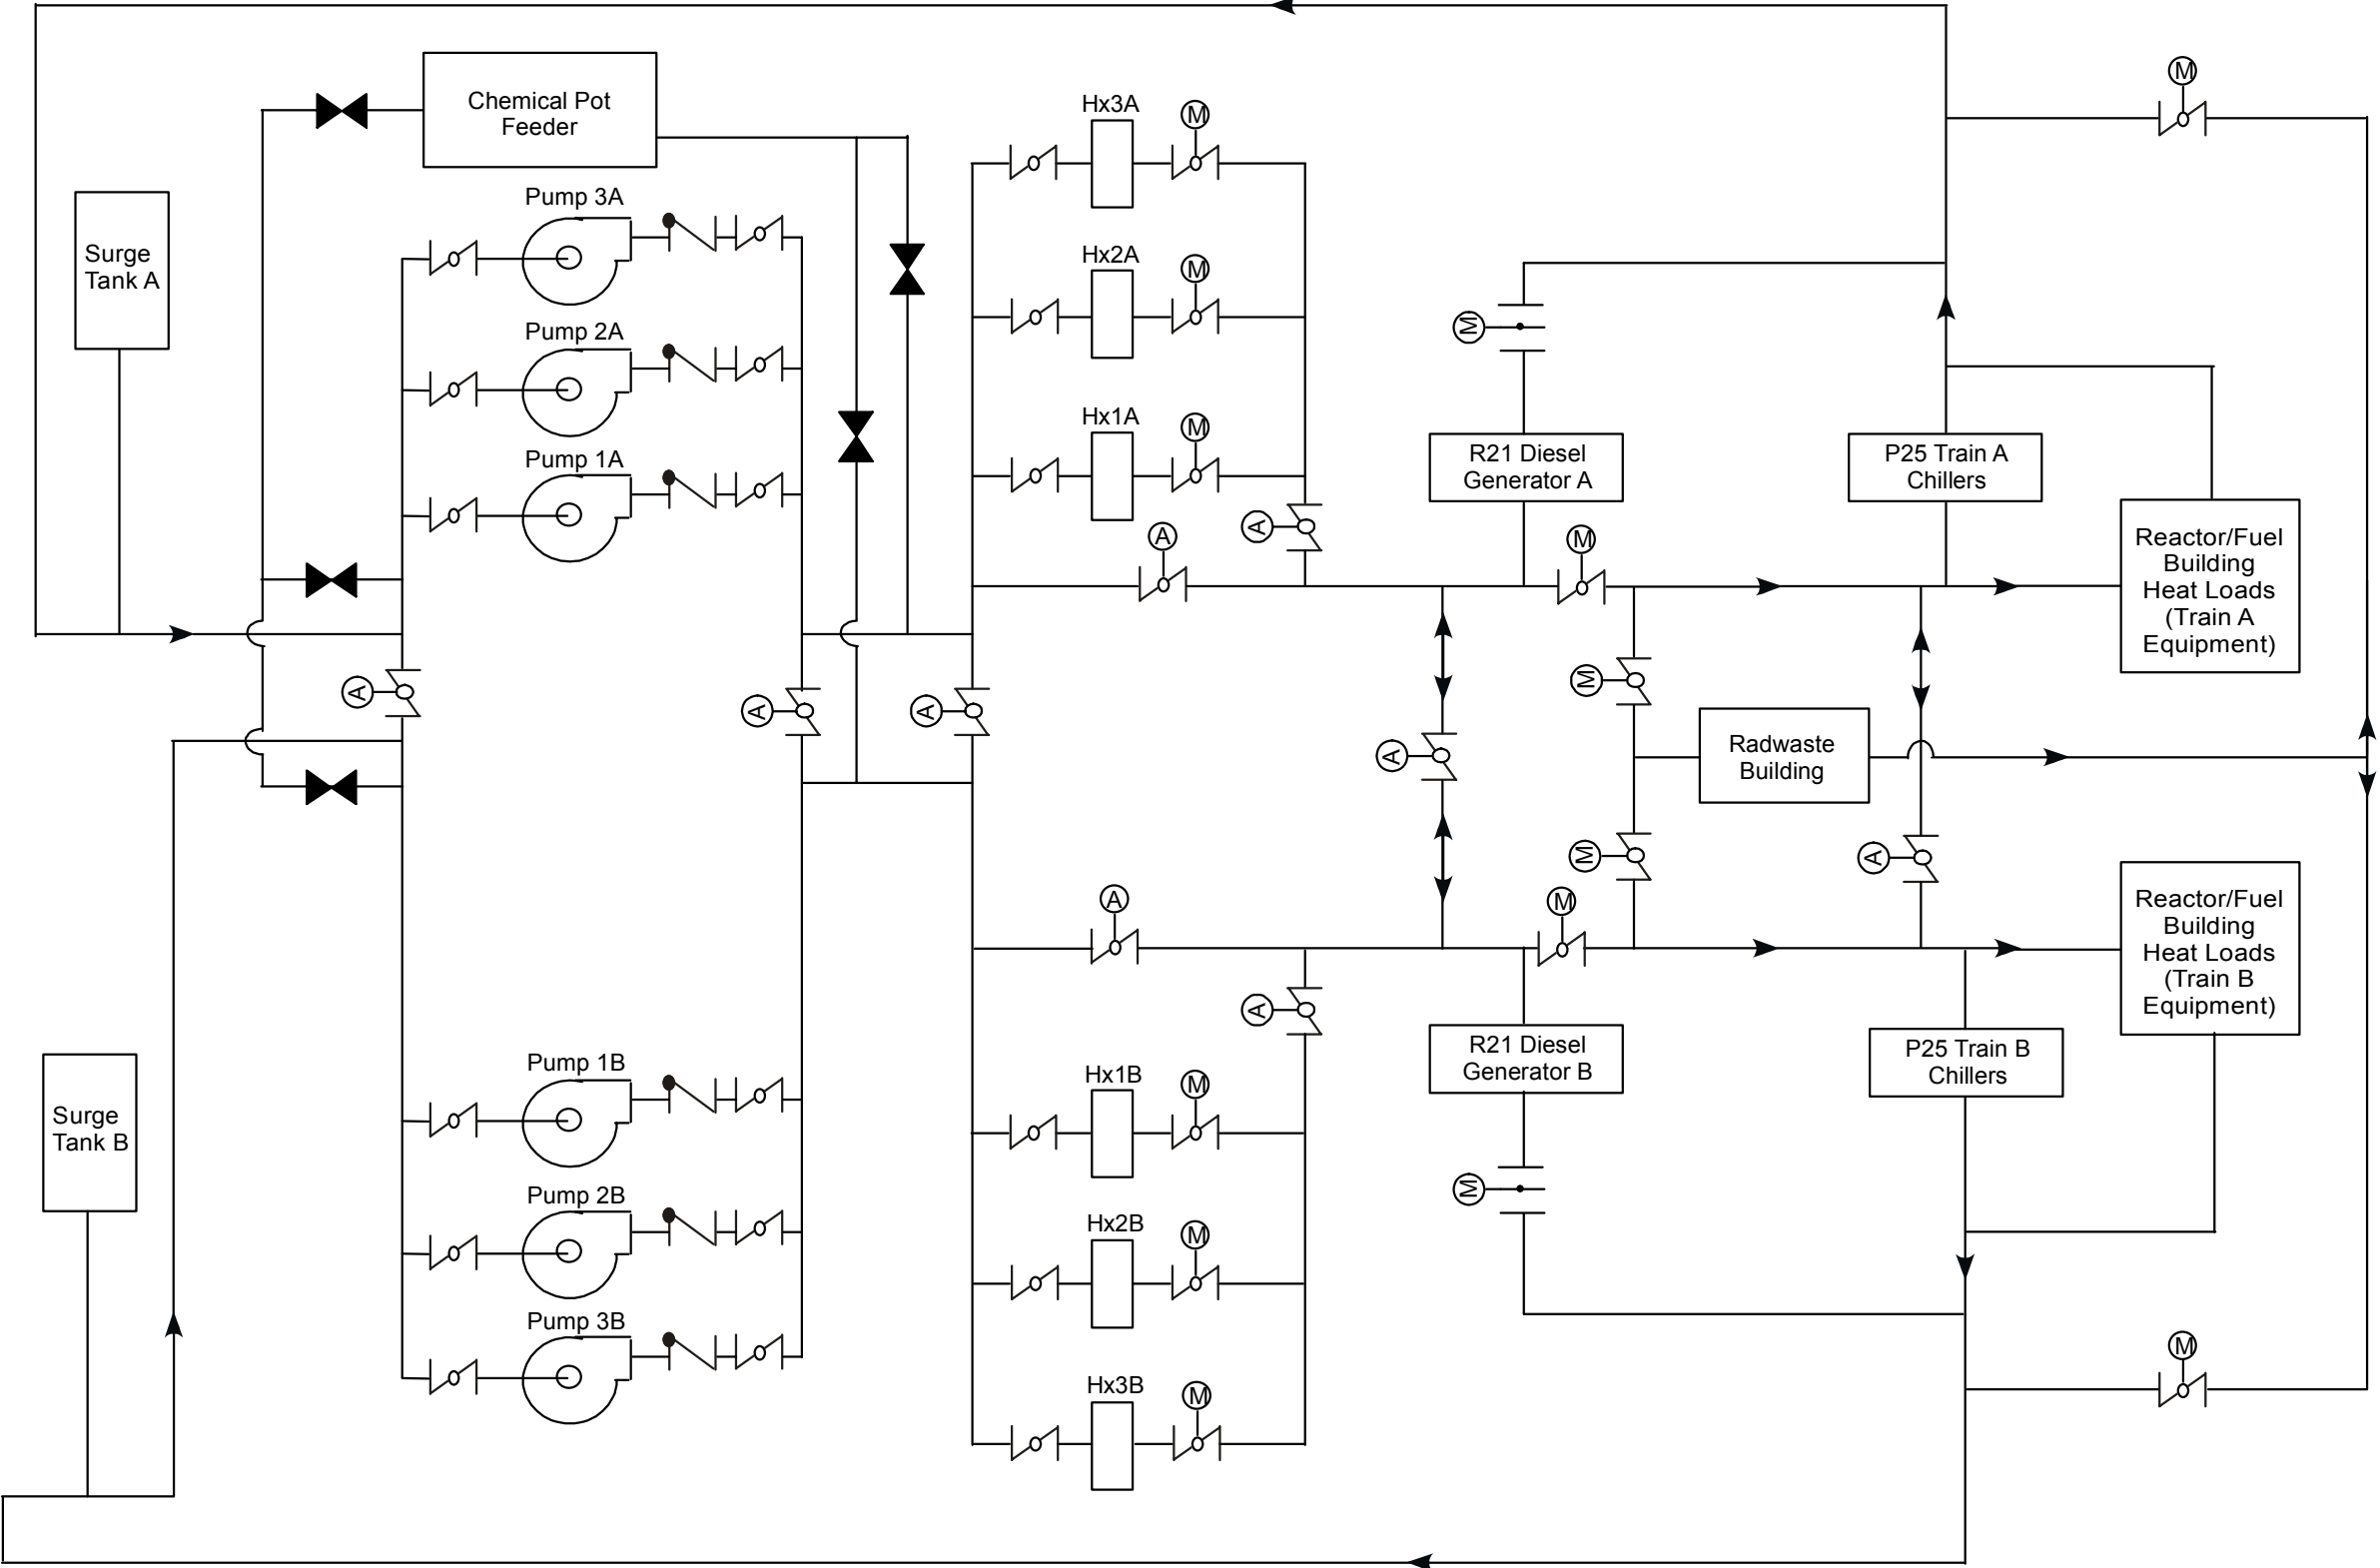 M
Chemical Pot
Feeder
Hx3A
M
Pump 3A
Surge
Tank A
Hx2A
M
M
Pump 2A
Hx1A
M
Pump 1A
R21 Diesel
Generator A
P25 Train A
Chillers
A
A
M
Reactor/Fuel
Building
Heat Loads
(Train A
Equipment)
A
A
A
M
A
Radwaste
Building
M
A
A
M
Reactor/Fuel
Building
Heat Loads
(Train B
Equipment)
A
R21 Diesel
Generator B
P25 Train B
Chillers
Pump 1B
Hx1B
M
Surge
Tank B
Pump 2B
M
Hx2B
M
Pump 3B
M
Hx3B
M